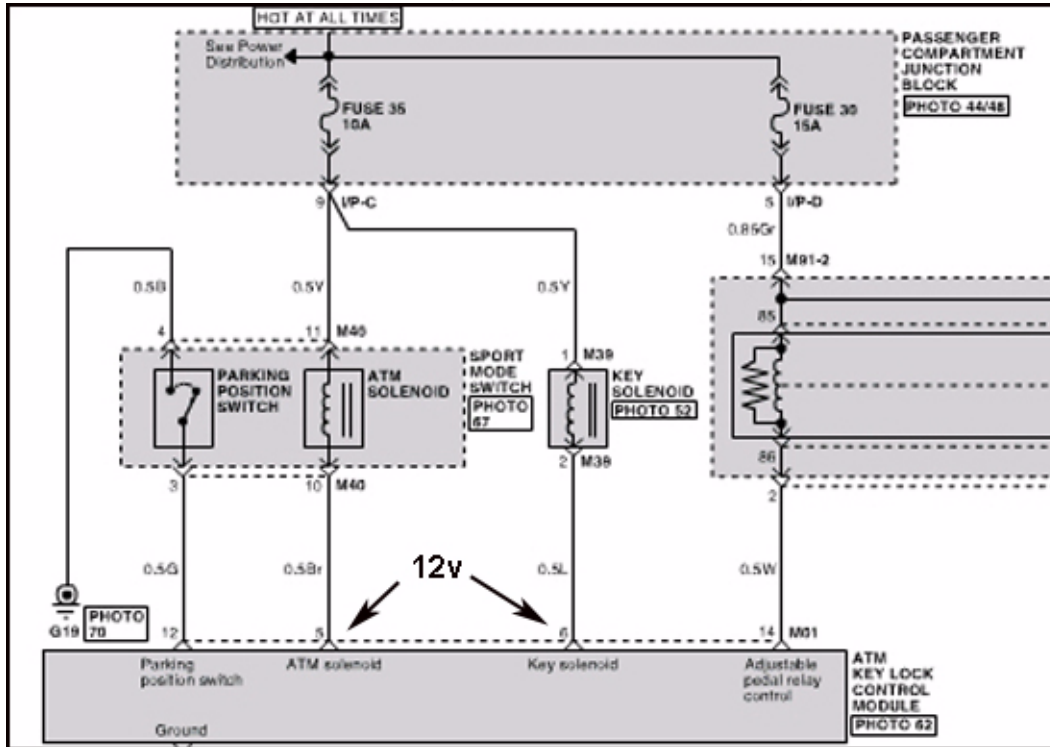 HOT AT ALL TIMES
See Power
Distribution
PASSENGER
COMPARTMENT
JUNCTION
BLOCK
PHOTO 44/48
FUSE 35
10A
FUSE 30
15A
9
I/P-C
5
I/P-D
0.85Gr
15
M91-2
0.5B
0.5Y
0.5Y
4
11
M40
85
1
M39
PARKING
POSITION
SWITCH
ATM
SOLENOID
SPORT
MODE
SWITCH
PHOTO
67
KEY
SOLENOID
PHOTO 52
2
M39
86
3
10
M40
2
0.5G
0.5Br
12v
0.5L
0.5W
G19
PHOTO
70
12
5
6
14
M01
Parking
position switch
ATM solenoid
Key solenoid
Adjustable
pedal relay
control
ATM
KEY LOCK
CONTROL
MODULE
PHOTO 62
Ground